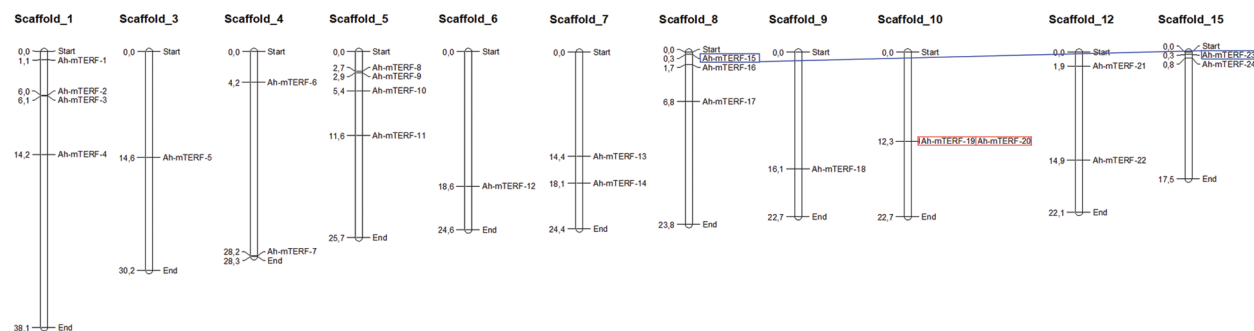 Scaffold_1
0,0 Start
1,1 Ah-mTERF-1
6,0 Ah-mTERF-2
6,1 Ah-mTERF-3
14,2 Ah-mTERF-4
38,1 End
Scaffold_3
0,0 Start
14,6 Ah-mTERF-5
30,2 End
Scaffold_4
0,0 Start
4,2 Ah-mTERF-6
28,2 Ah-mTERF-7
28,3 End
Scaffold_5
0,0 Start
2,7 Ah-mTERF-8
2,9 Ah-mTERF-9
5,4 Ah-mTERF-10
11,6 Ah-mTERF-11
25,7 End
Scaffold_6
0,0 Start
18,6 Ah-mTERF-12
24,6 End
Scaffold_7
0,0 Start
14,4 Ah-mTERF-13
18,1 Ah-mTERF-14
24,4 End
Scaffold_8
0,0 Start
0,3 Ah-mTERF-15
1,7 Ah-mTERF-16
6,8 Ah-mTERF-17
23,8 End
Scaffold_9
0,0 Start
16,1 Ah-mTERF-18
22,7 End
Scaffold_10
0,0 Start
12,3 Ah-mTERF-19 Ah-mTERF-20
22,7 End
Scaffold_12
0,0 Start
1,9 Ah-mTERF-21
14,9 Ah-mTERF-22
22,1 End
Scaffold_15
0,0 Start
0,3 Ah-mTERF-23
0,8 Ah-mTERF-24
17,5 End